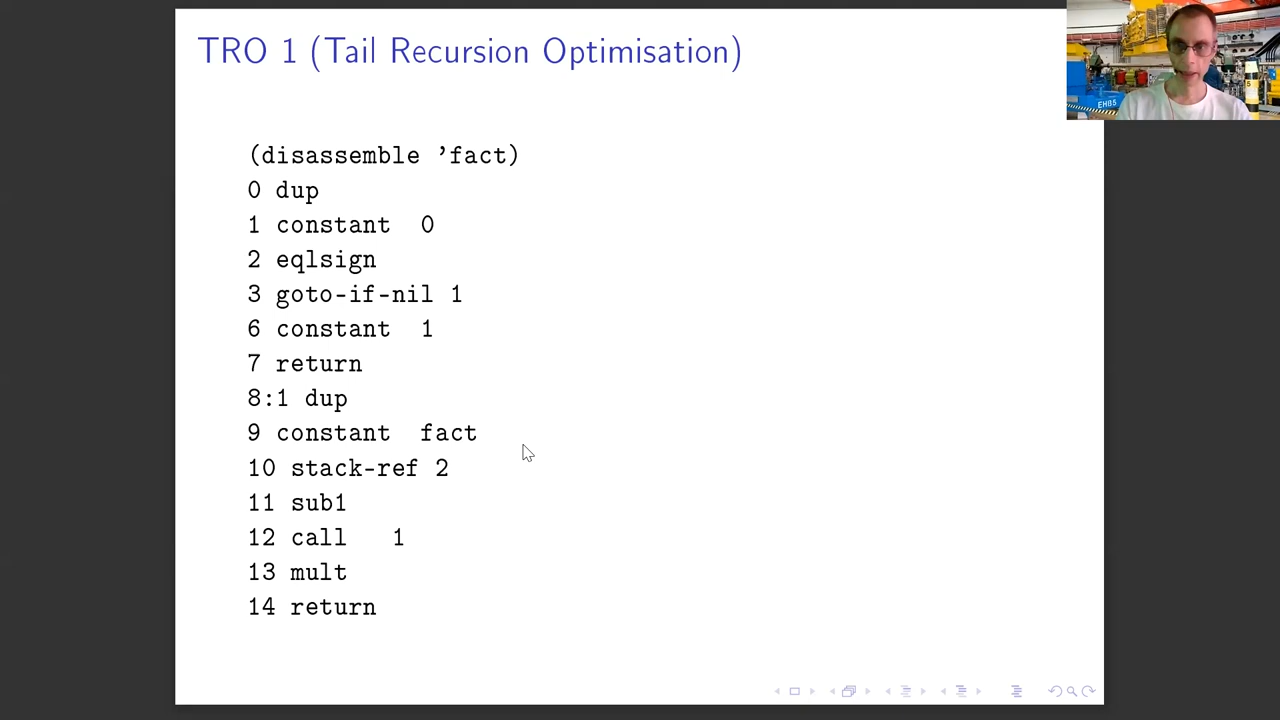 TRO 1 (Tail Recursion Optimisation)
(disassemble ’fact)
0 dup
1 constant 0
2 eqlsign
3 goto-if-nil 1
6 constant 1
7 return
8:1 dup
9 constant fact
10 stack-ref 2
11 sub1
12 call 1
13 mult
14 return
EH85